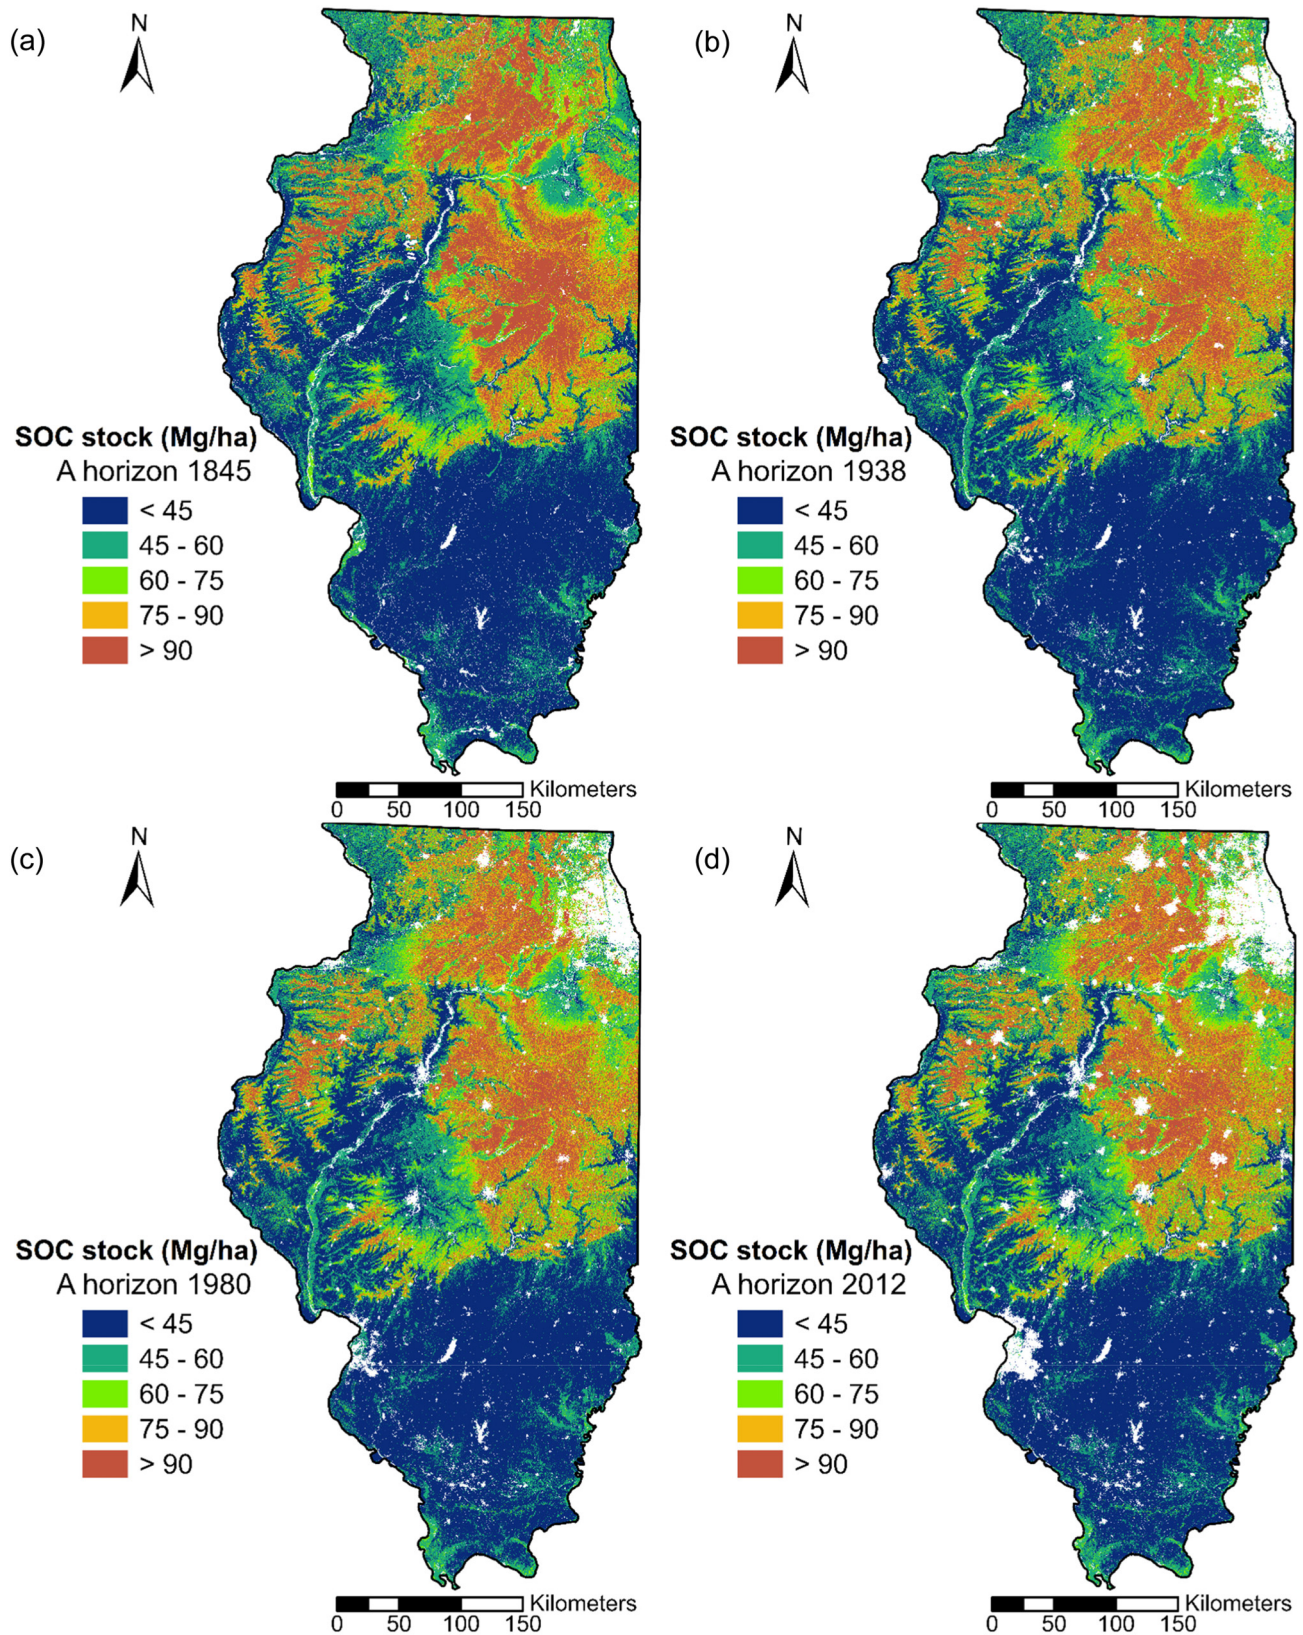 (a)
N
SOC stock (Mg/ha)
A horizon 1845
< 45
45 - 60
60 - 75
75 - 90
> 90
Kilometers
0 50 100 150
(b)
N
SOC stock (Mg/ha)
A horizon 1938
< 45
45 - 60
60 - 75
75 - 90
> 90
Kilometers
0 50 100 150
(c)
N
SOC stock (Mg/ha)
A horizon 1980
< 45
45 - 60
60 - 75
75 - 90
> 90
Kilometers
0 50 100 150
(d)
N
SOC stock (Mg/ha)
A horizon 2012
< 45
45 - 60
60 - 75
75 - 90
> 90
Kilometers
0 50 100 150